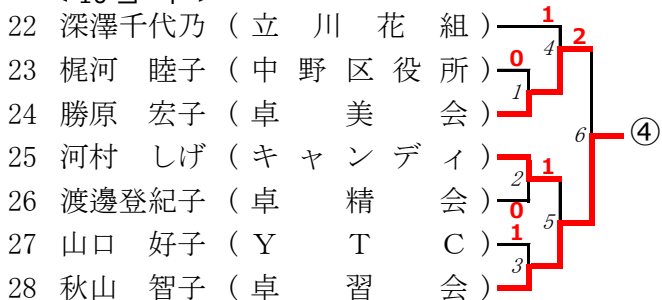 22 深澤千代乃 ( 立 川 花 組 )
23 梶河 睦子 ( 中 野 区 役 所 )
24 勝原 宏子 ( 卓 美 会 )
25 河村 しげ ( キ ャ ン デ ィ )
26 渡邊登紀子 ( 卓 精 会 )
27 山口 好子 ( Y T C )
28 秋山 智子 ( 卓 習 会 )
1
4
2
0
1
6
④
2
1
0
5
1
3